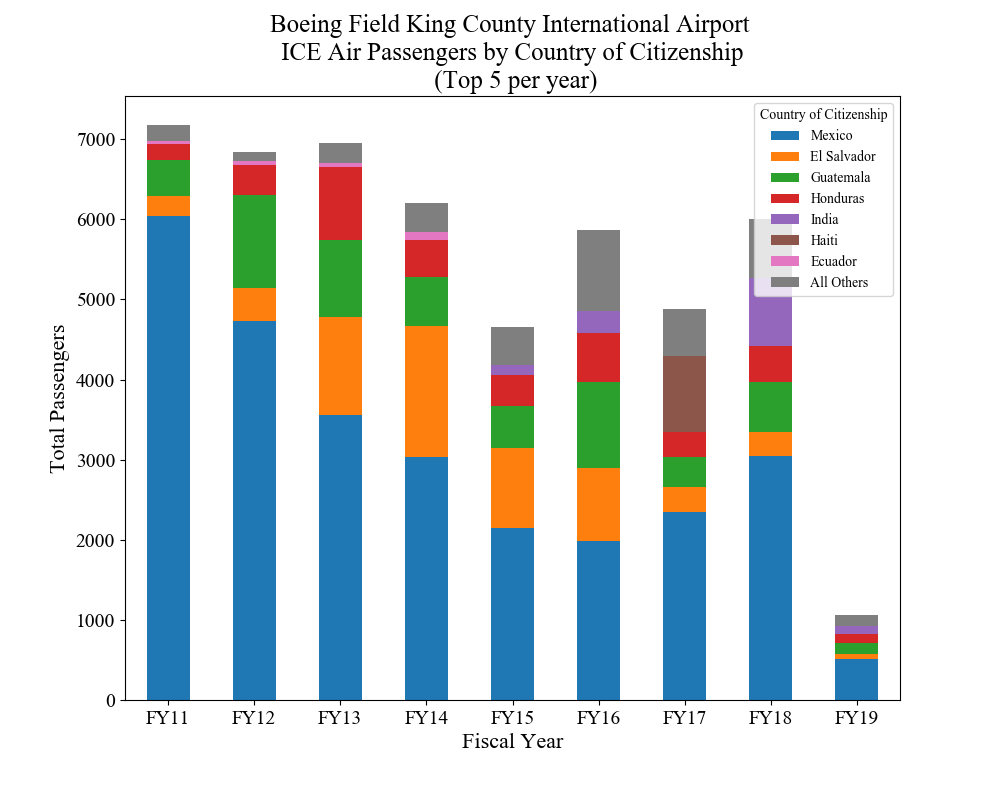 Boeing Field King County International Airport
ICE Air Passengers by Country of Citizenship
(Top 5 per year)
Country of Citizenship
Mexico
El Salvador
Guatemala
Honduras
India
Haiti
Ecuador
All Others
Total Passengers
7000
6000
5000
4000
3000
2000
1000
0
FY11 FY12 FY13 FY14 FY15 FY16 FY17 FY18 FY19
Fiscal Year